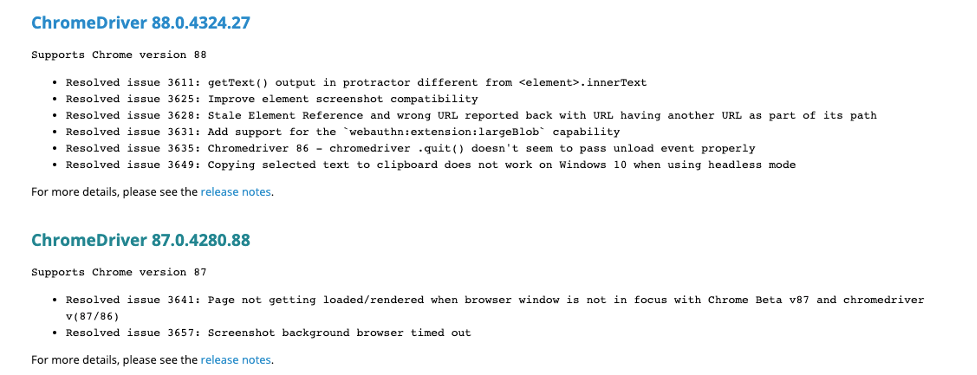 ChromeDriver 88.0.4324.27
Supports Chrome version 88
• Resolved issue 3611: getText() output in protractor different from <element>.innerText
• Resolved issue 3625: Improve element screenshot compatibility
• Resolved issue 3628: Stale Element Reference and wrong URL reported back with URL having another URL as part of its path
• Resolved issue 3631: Add support for the `webauthn:extension:largeBlob` capability
• Resolved issue 3635: Chromedriver 86 - chromedriver .quit() doesn't seem to pass unload event properly
• Resolved issue 3649: Copying selected text to clipboard does not work on Windows 10 when using headless mode
For more details, please see the release notes.
ChromeDriver 87.0.4280.88
Supports Chrome version 87
• Resolved issue 3641: Page not getting loaded/rendered when browser window is not in focus with Chrome Beta v87 and chromedriver
v(87/86)
• Resolved issue 3657: Screenshot background browser timed out
For more details, please see the release notes.